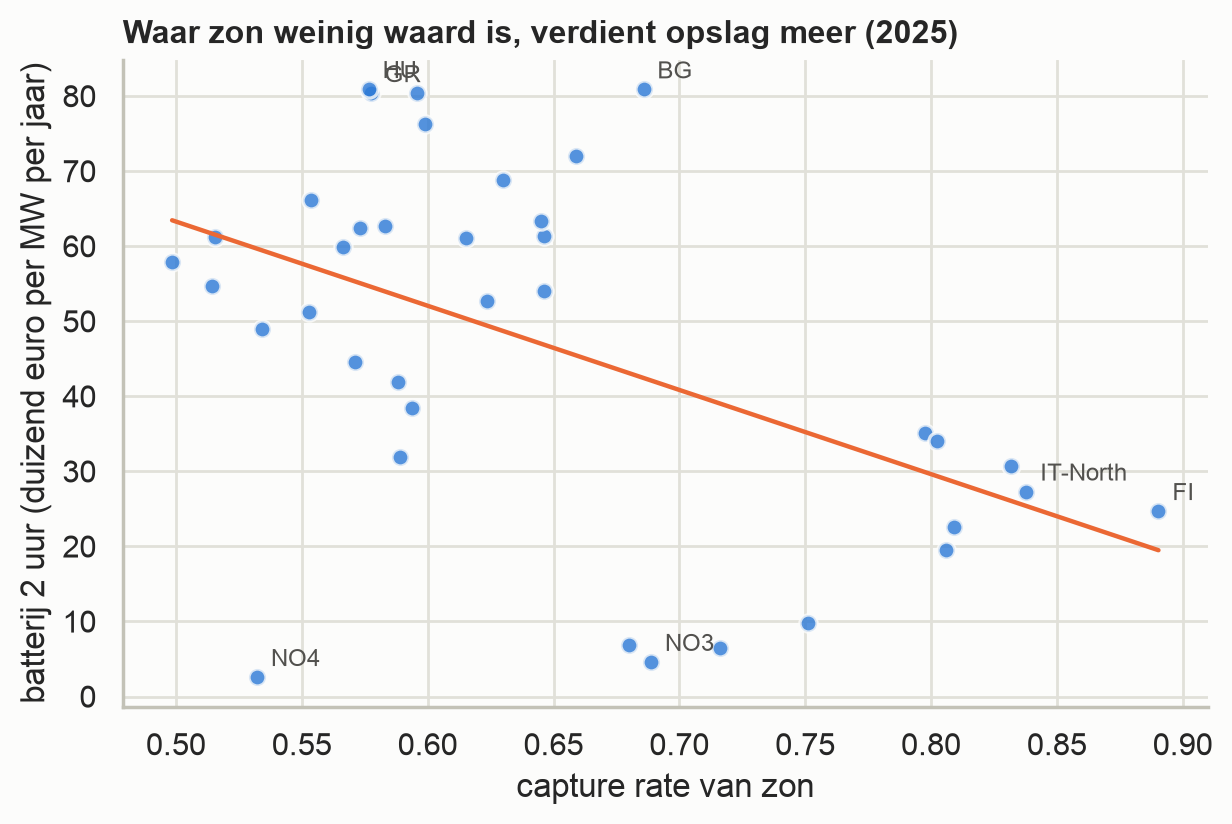 Waar zon weinig waard is, verdient opslag meer (2025)
batterij 2 uur (duizend euro per MW per jaar)
80
70
60
50
40
30
20
10
0
HU
GR
BG
IT-North
FI
NO3
NO4
0.50 0.55 0.60 0.65 0.70 0.75 0.80 0.85 0.90
capture rate van zon